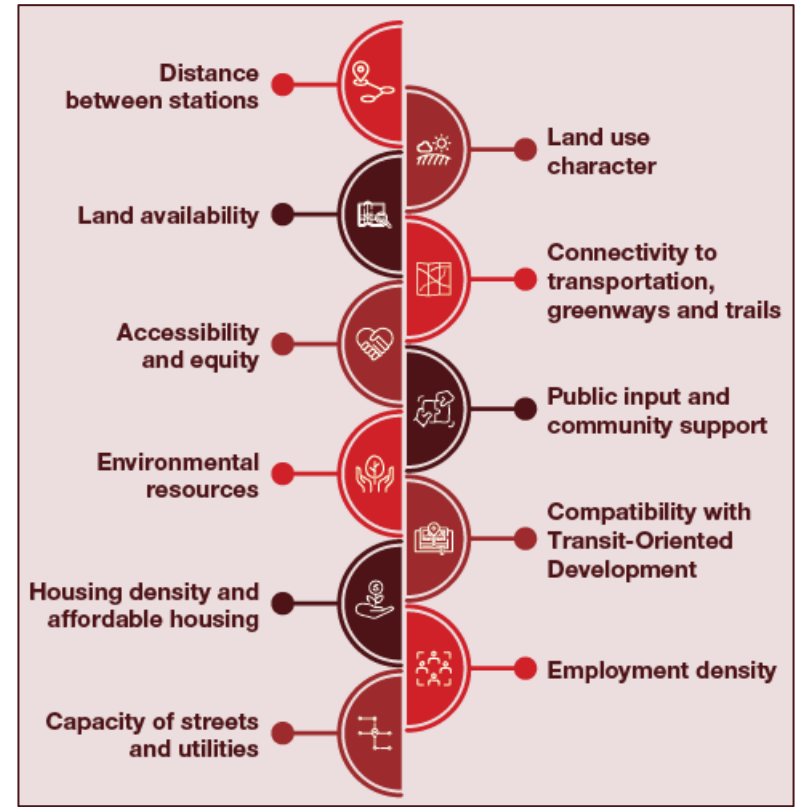 Distance
between stations
Land use
character
Land availability
Connectivity to
transportation,
greenways and trails
Accessibility
and equity
Public input and
community support
Environmental
resources
Compatibility with
Transit-Oriented
Development
Housing density and
affordable housing
Employment density
Capacity of streets
and utilities